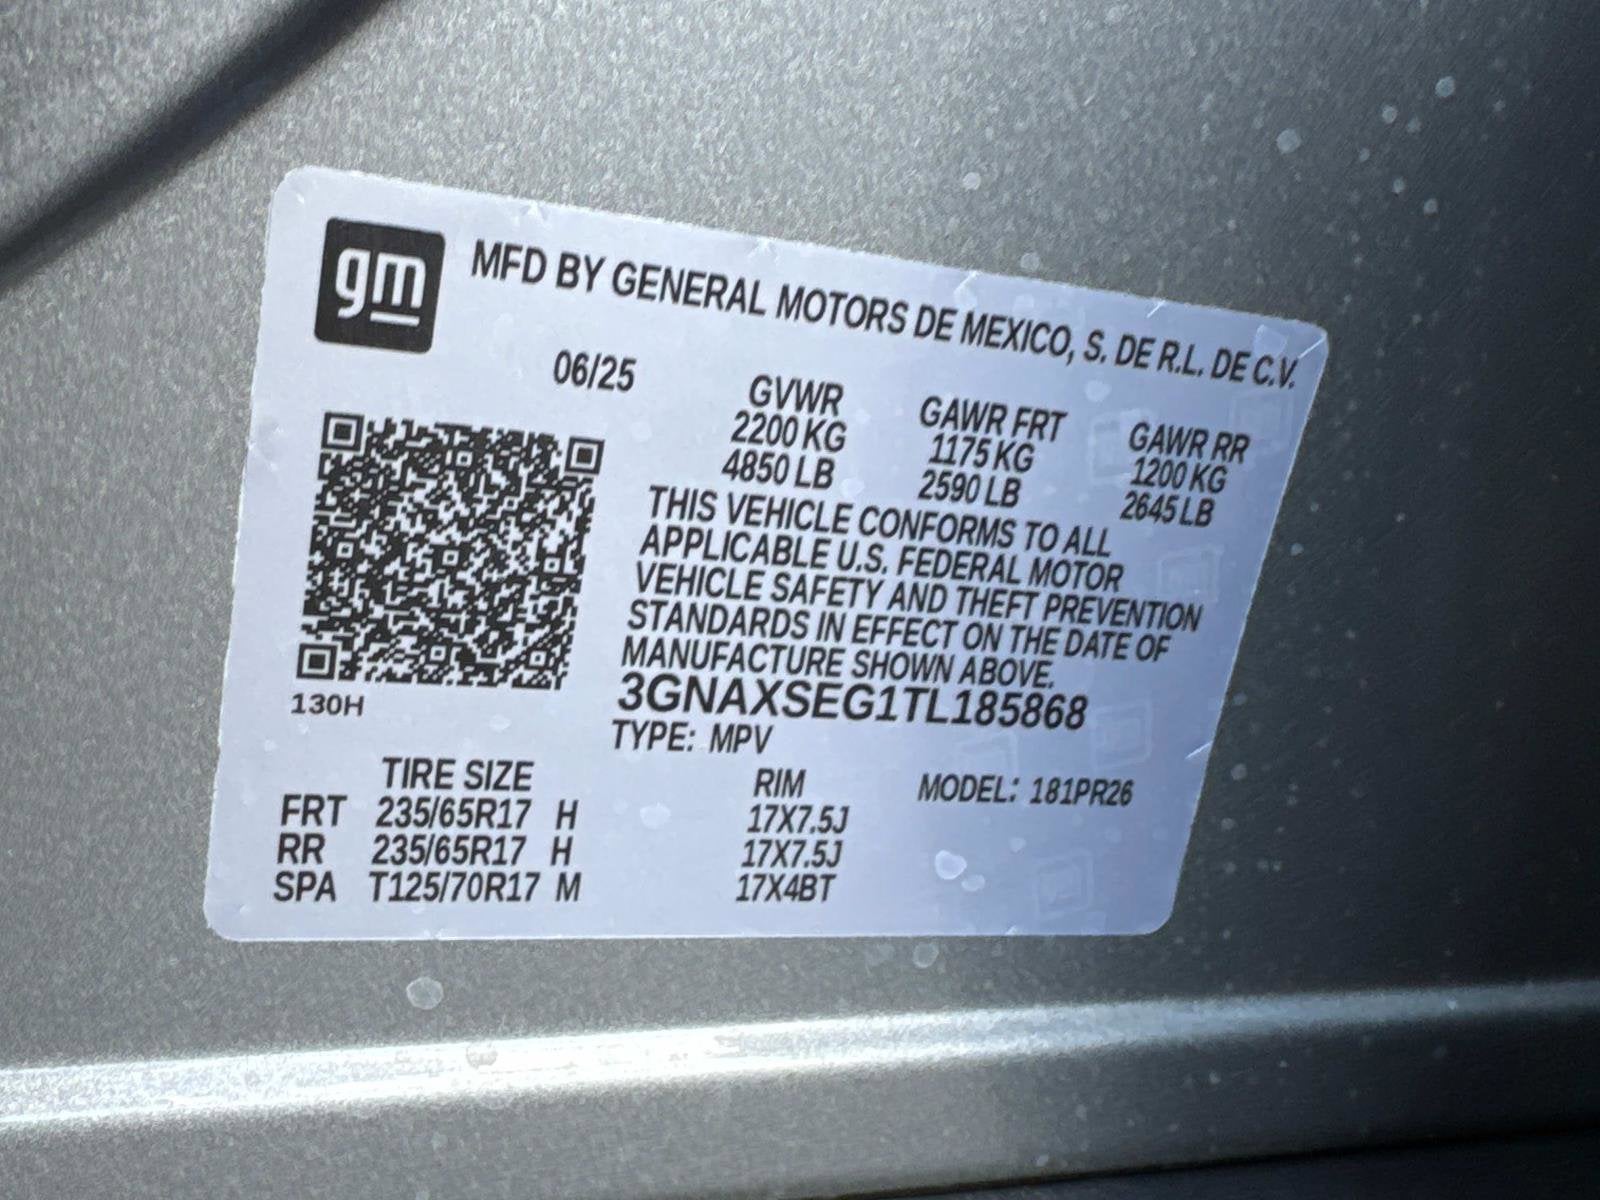 gm
MFD BY GENERAL MOTORS DE MEXICO, S. DE R.L. DE C.V.
06/25
GVWR GAWR FRT GAWR RR
2200 KG 1175 KG 1200 KG
4850 LB 2590 LB 2645 LB
THIS VEHICLE CONFORMS TO ALL
APPLICABLE U.S. FEDERAL MOTOR
VEHICLE SAFETY AND THEFT PREVENTION
STANDARDS IN EFFECT ON THE DATE OF
MANUFACTURE SHOWN ABOVE.
3GNAXSEG1TL185868
130H
TYPE: MPV
TIRE SIZE RIM MODEL: 181PR26
FRT 235/65R17 H 17X7.5J
RR 235/65R17 H 17X7.5J
SPA T125/70R17 M 17X4BT